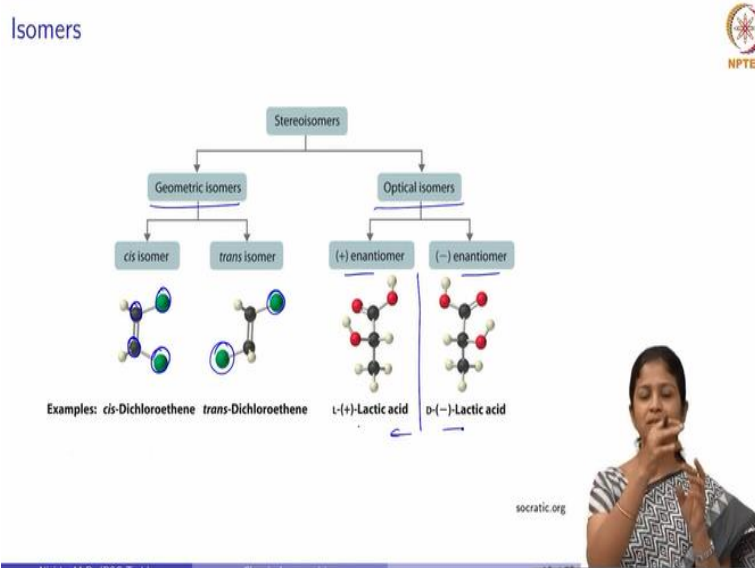 Isomers
NPTE
Stereoisomers
Geometric isomers
Optical isomers
cis isomer
trans isomer
(+) enantiomer
(−) enantiomer
Examples: cis-Dichloroethene trans-Dichloroethene L-(+)-Lactic acid D-(−)-Lactic acid
socratic.org